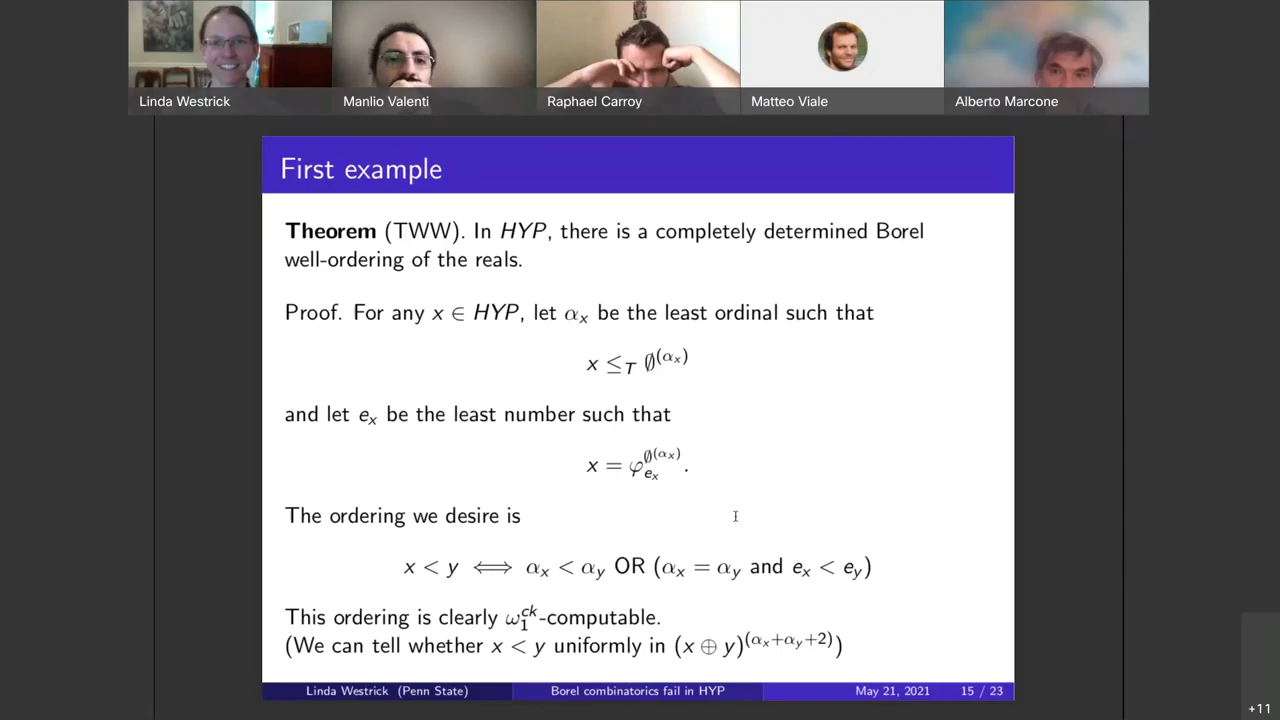 Linda Westrick
Manlio Valenti
Raphael Carroy
Matteo Viale
Alberto Marcone
First example
Theorem (TWW). In HYP, there is a completely determined Borel
well-ordering of the reals.
Proof. For any x ∈ HYP, let αₓ be the least ordinal such that
x ≤_T ∅^(α_x)
and let eₓ be the least number such that
x = φ_{e_x}^{∅^(α_x)}.
The ordering we desire is
x < y ⟺ α_x < α_y OR (α_x = α_y and e_x < e_y)
This ordering is clearly ω_1^{ck}-computable.
(We can tell whether x < y uniformly in (x ⊕ y)^(α_x+α_y+2))
Linda Westrick (Penn State)
Borel combinatorics fail in HYP
May 21, 2021
15 / 23
+11